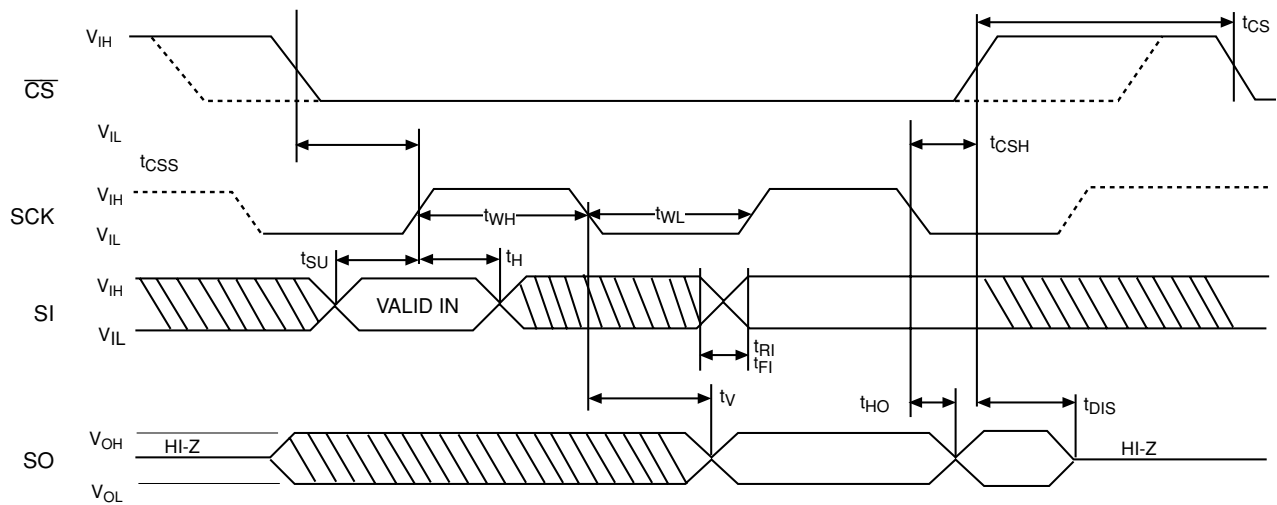 tCS
VIH
CS
VIL
tCSS
tCSH
VIH
SCK
tWH
tWL
VIL
tSU
tH
VIH
SI
VALID IN
VIL
tRI
tFI
tV
tHO
tDIS
VOH
HI-Z
HI-Z
SO
VOL